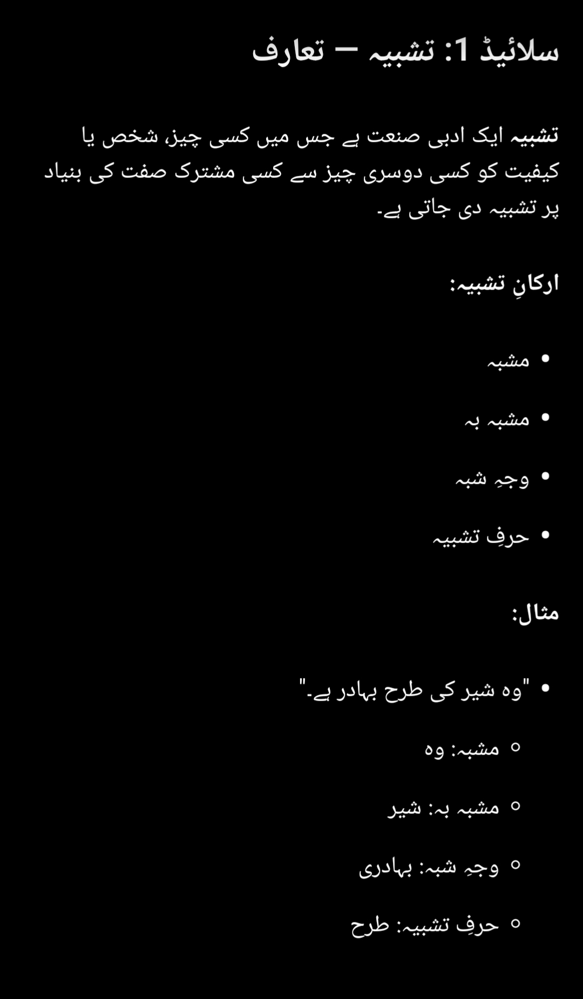 سلائیڈ 1: تشبیہ — تعارف
تشبیہ ایک ادبی صنعت ہے جس میں کسی چیز، شخص یا
کیفیت کو کسی دوسری چیز سے کسی مشترک صفت کی بنیاد
پر تشبیہ دی جاتی ہے۔
ارکانِ تشبیہ:
• مشبہ
• مشبہ بہ
• وجہِ شبہ
• حرفِ تشبیہ
مثال:
• "وہ شیر کی طرح بہادر ہے۔"
○ مشبہ: وہ
○ مشبہ بہ: شیر
○ وجہِ شبہ: بہادری
○ حرفِ تشبیہ: طرح